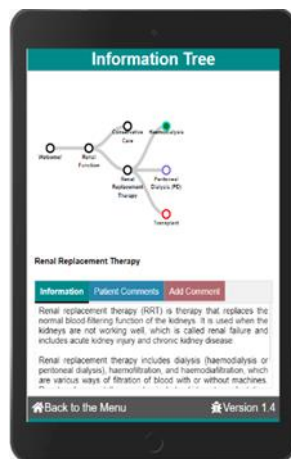 Information Tree
Conservative
Care
Haemodialysis
Welcome!
Renal
Function
Renal
Replacement
Therapy
Peritoneal
Dialysis (PD)
Transplant
Renal Replacement Therapy
Information Patient Comments Add Comment
Renal replacement therapy (RRT) is therapy that replaces the
normal blood-filtering function of the kidneys. It is used when the
kidneys are not working well, which is called renal failure and
includes acute kidney injury and chronic kidney disease.
Renal replacement therapy includes dialysis (haemodialysis or
peritoneal dialysis), haemofiltration, and haemodiafiltration, which
are various ways of filtration of blood with or without machines.
Back to the Menu Version 1.4